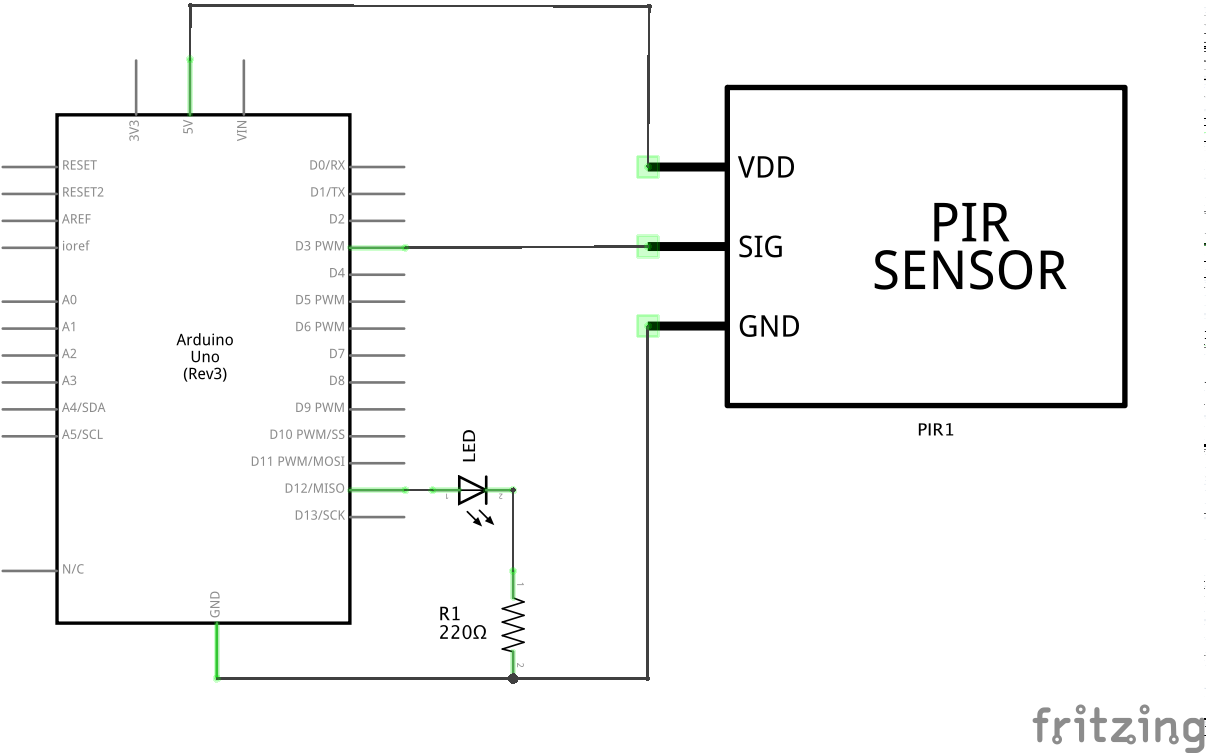 3V3
5V
VIN
RESET
RESET2
AREF
ioref
A0
A1
A2
A3
A4/SDA
A5/SCL
N/C
Arduino
Uno
(Rev3)
D0/RX
D1/TX
D2
D3 PWM
D4
D5 PWM
D6 PWM
D7
D8
D9 PWM
D10 PWM/SS
D11 PWM/MOSI
D12/MISO
D13/SCK
GND
LED
1
2
1
R1
220Ω
2
VDD
SIG
GND
PIR
SENSOR
PIR1
fritzing